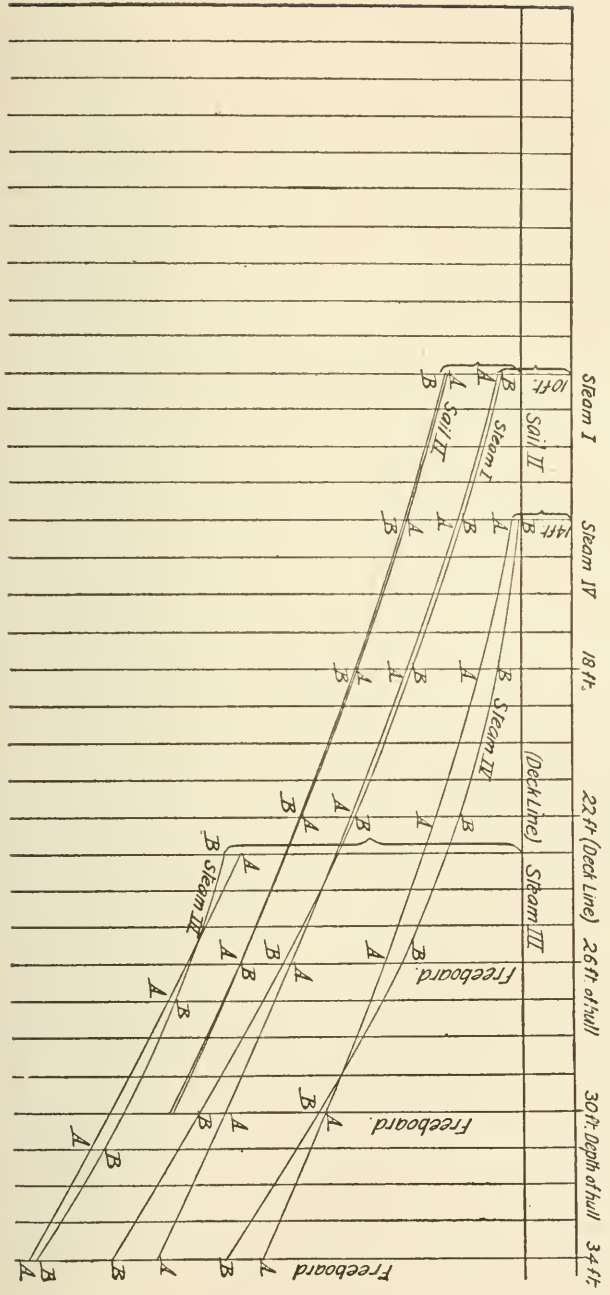 Steam I Steam IV 18 ft. 22 ft (Deck Line) 26 ft. of hull 30 ft. Depth of hull 34 ft.
10 ft. 14 ft.
Sail II (Deck Line) Steam III
B A A B
Steam I
Sail II
B A B A A B
B A B A A B
Steam IV
B A B A A B
A B
Steam III
Freeboard.
B A A B B A
B A
Freeboard.
A B A B
B A
Freeboard
A B A B B A